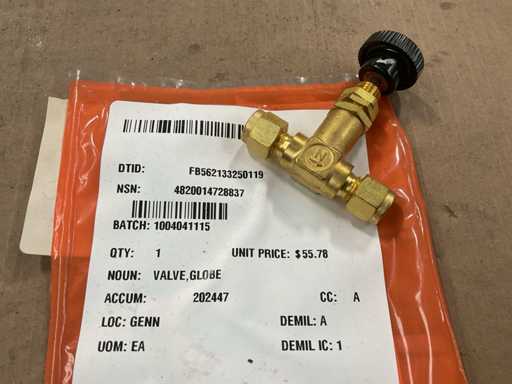 DTID: FB562133250119
NSN: 4820014728837
BATCH: 1004041115
QTY: 1 UNIT PRICE: $55.78
NOUN: VALVE,GLOBE
ACCUM: 202447 CC: A
LOC: GENN DEMIL: A
UOM: EA DEMIL IC: 1